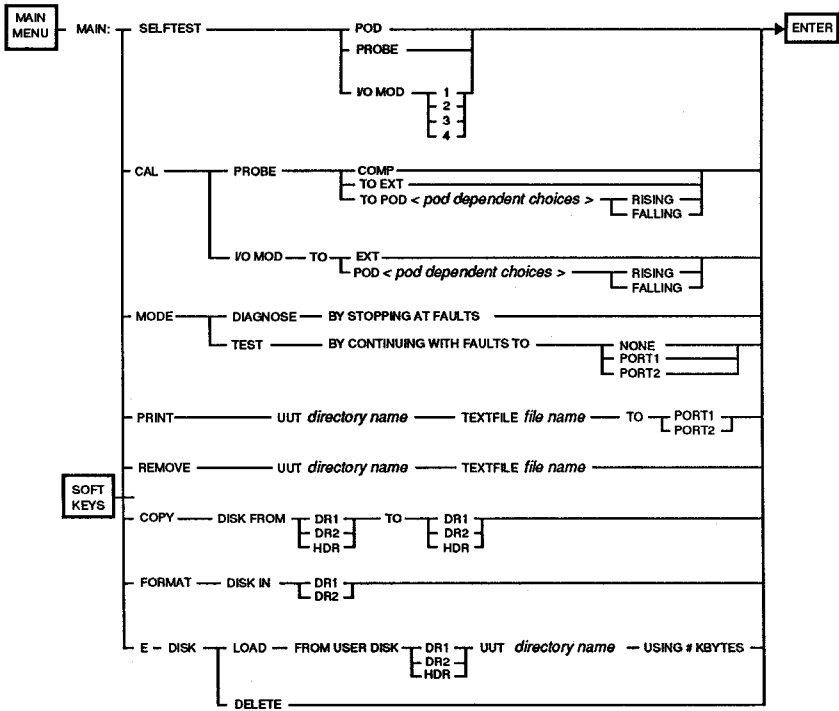 MAIN MENU MAIN: SELFTEST POD ENTER
PROBE
I/O MOD 1
2
3
4
CAL PROBE COMP
TO EXT
TO POD < pod dependent choices > RISING
FALLING
I/O MOD TO EXT
POD < pod dependent choices > RISING
FALLING
MODE DIAGNOSE BY STOPPING AT FAULTS
TEST BY CONTINUING WITH FAULTS TO NONE
PORT1
PORT2
PRINT UUT directory name TEXTFILE file name TO PORT1
PORT2
REMOVE UUT directory name TEXTFILE file name
SOFT KEYS
COPY DISK FROM DR1 TO DR1
DR2 DR2
HDR HDR
FORMAT DISK IN DR1
DR2
E - DISK LOAD FROM USER DISK DR1 UUT directory name USING # KBYTES
DR2
HDR
DELETE